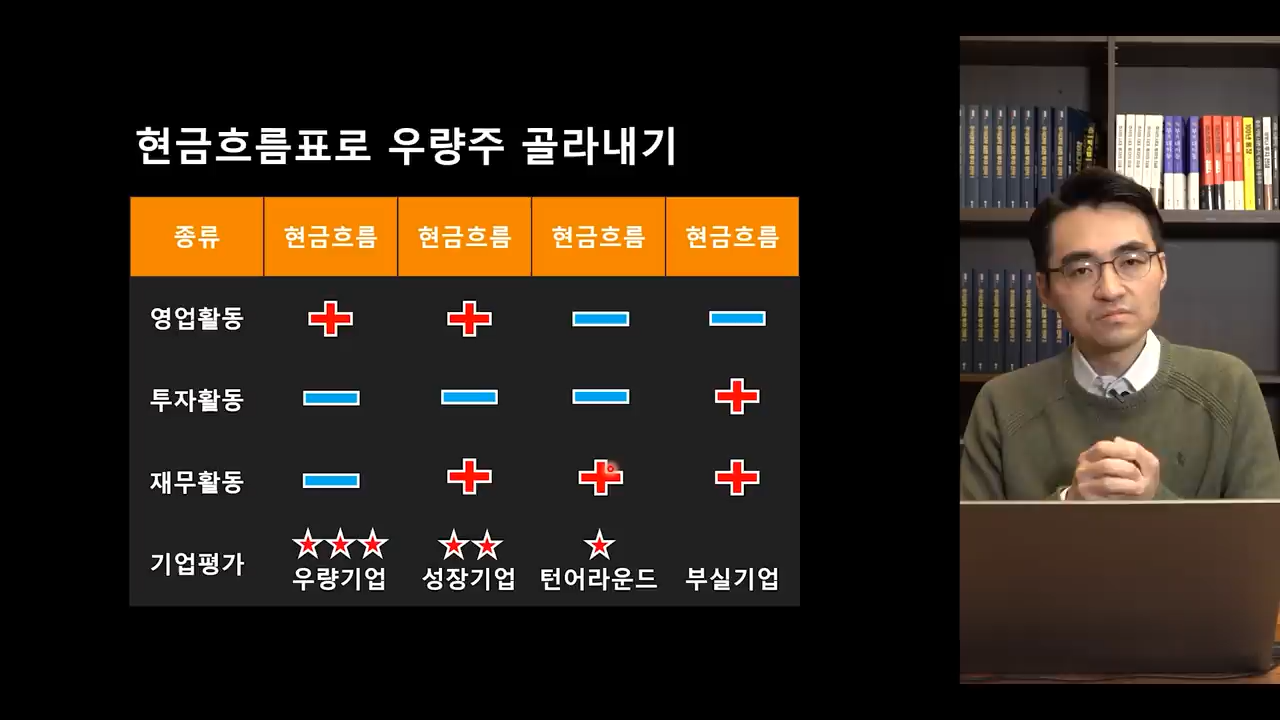 현금흐름표로 우량주 골라내기
종류 현금흐름 현금흐름 현금흐름 현금흐름
영업활동
투자활동
재무활동
기업평가 우량기업 성장기업 턴어라운드 부실기업